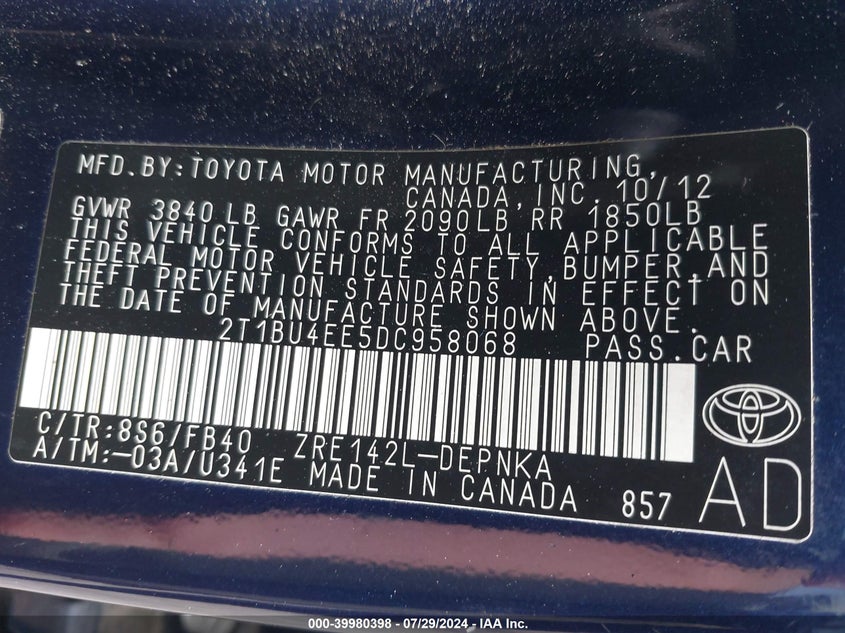 MFD.BY:TOYOTA MOTOR MANUFACTURING,
CANADA,INC. 10/12
GVWR 3840LB GAWR FR 2090LB RR 1850LB
THIS VEHICLE CONFORMS TO ALL APPLICABLE
FEDERAL MOTOR VEHICLE SAFETY,BUMPER,AND
THEFT PREVENTION STANDARDS IN EFFECT ON
THE DATE OF MANUFACTURE SHOWN ABOVE.
2T1BU4EE5DC958068 PASS.CAR
C/TR:8S6/FB40 ZRE142L-DEPNKA
A/TM:-03A/U341E MADE IN CANADA 857
AD
000-39980398 - 07/29/2024 - IAA Inc.